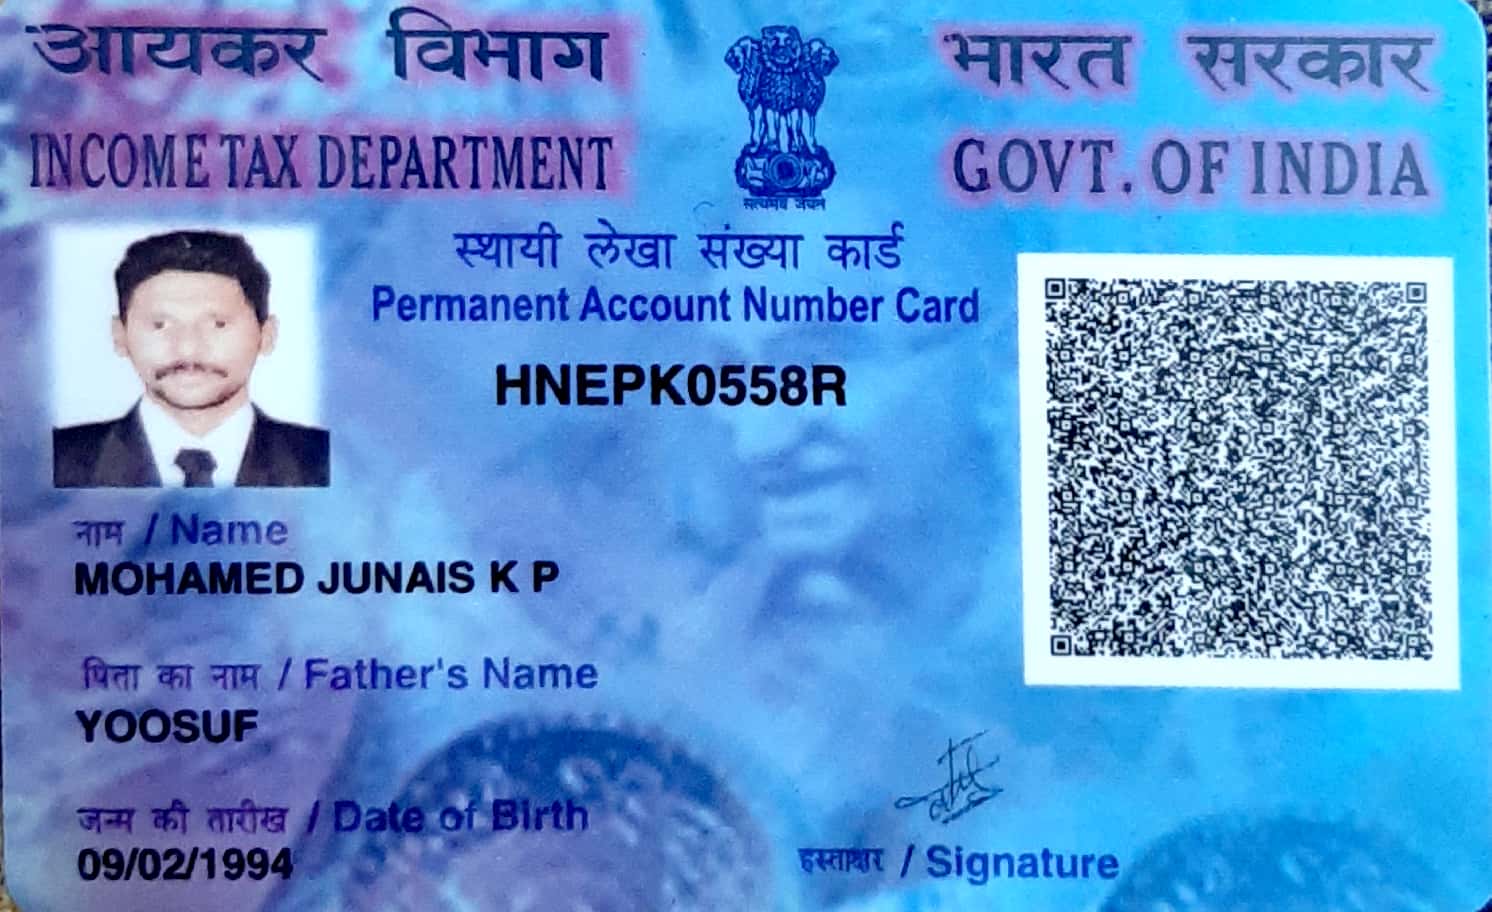 आयकर विभाग
INCOME TAX DEPARTMENT
सत्यमेव जयते
भारत सरकार
GOVT. OF INDIA
स्थायी लेखा संख्या कार्ड
Permanent Account Number Card
HNEPK0558R
नाम / Name
MOHAMED JUNAIS K P
पिता का नाम / Father's Name
YOOSUF
जन्म की तारीख / Date of Birth
09/02/1994
हस्ताक्षर / Signature